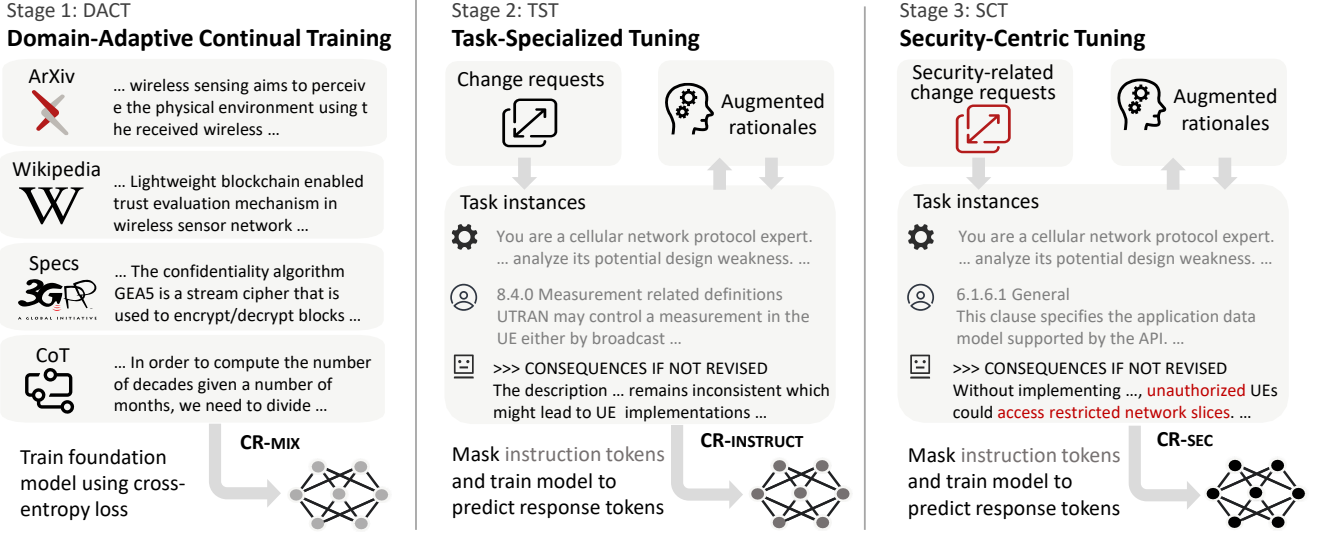 Stage 1: DACT
Domain-Adaptive Continual Training
ArXiv
... wireless sensing aims to perceiv
e the physical environment using t
he received wireless ...
Wikipedia
W
... Lightweight blockchain enabled
trust evaluation mechanism in
wireless sensor network ...
Specs
3GPP
A GLOBAL INITIATIVE
... The confidentiality algorithm
GEA5 is a stream cipher that is
used to encrypt/decrypt blocks ...
CoT
... In order to compute the number
of decades given a number of
months, we need to divide ...
CR-MIX
Train foundation
model using cross-
entropy loss
Stage 2: TST
Task-Specialized Tuning
Change requests
Augmented
rationales
Task instances
You are a cellular network protocol expert.
... analyze its potential design weakness. ...
8.4.0 Measurement related definitions
UTRAN may control a measurement in the
UE either by broadcast ...
>>> CONSEQUENCES IF NOT REVISED
The description ... remains inconsistent which
might lead to UE implementations ...
CR-INSTRUCT
Mask instruction tokens
and train model to
predict response tokens
Stage 3: SCT
Security-Centric Tuning
Security-related
change requests
Augmented
rationales
Task instances
You are a cellular network protocol expert.
... analyze its potential design weakness. ...
6.1.6.1 General
This clause specifies the application data
model supported by the API. ...
>>> CONSEQUENCES IF NOT REVISED
Without implementing ..., unauthorized UEs
could access restricted network slices. ...
CR-SEC
Mask instruction tokens
and train model to
predict response tokens